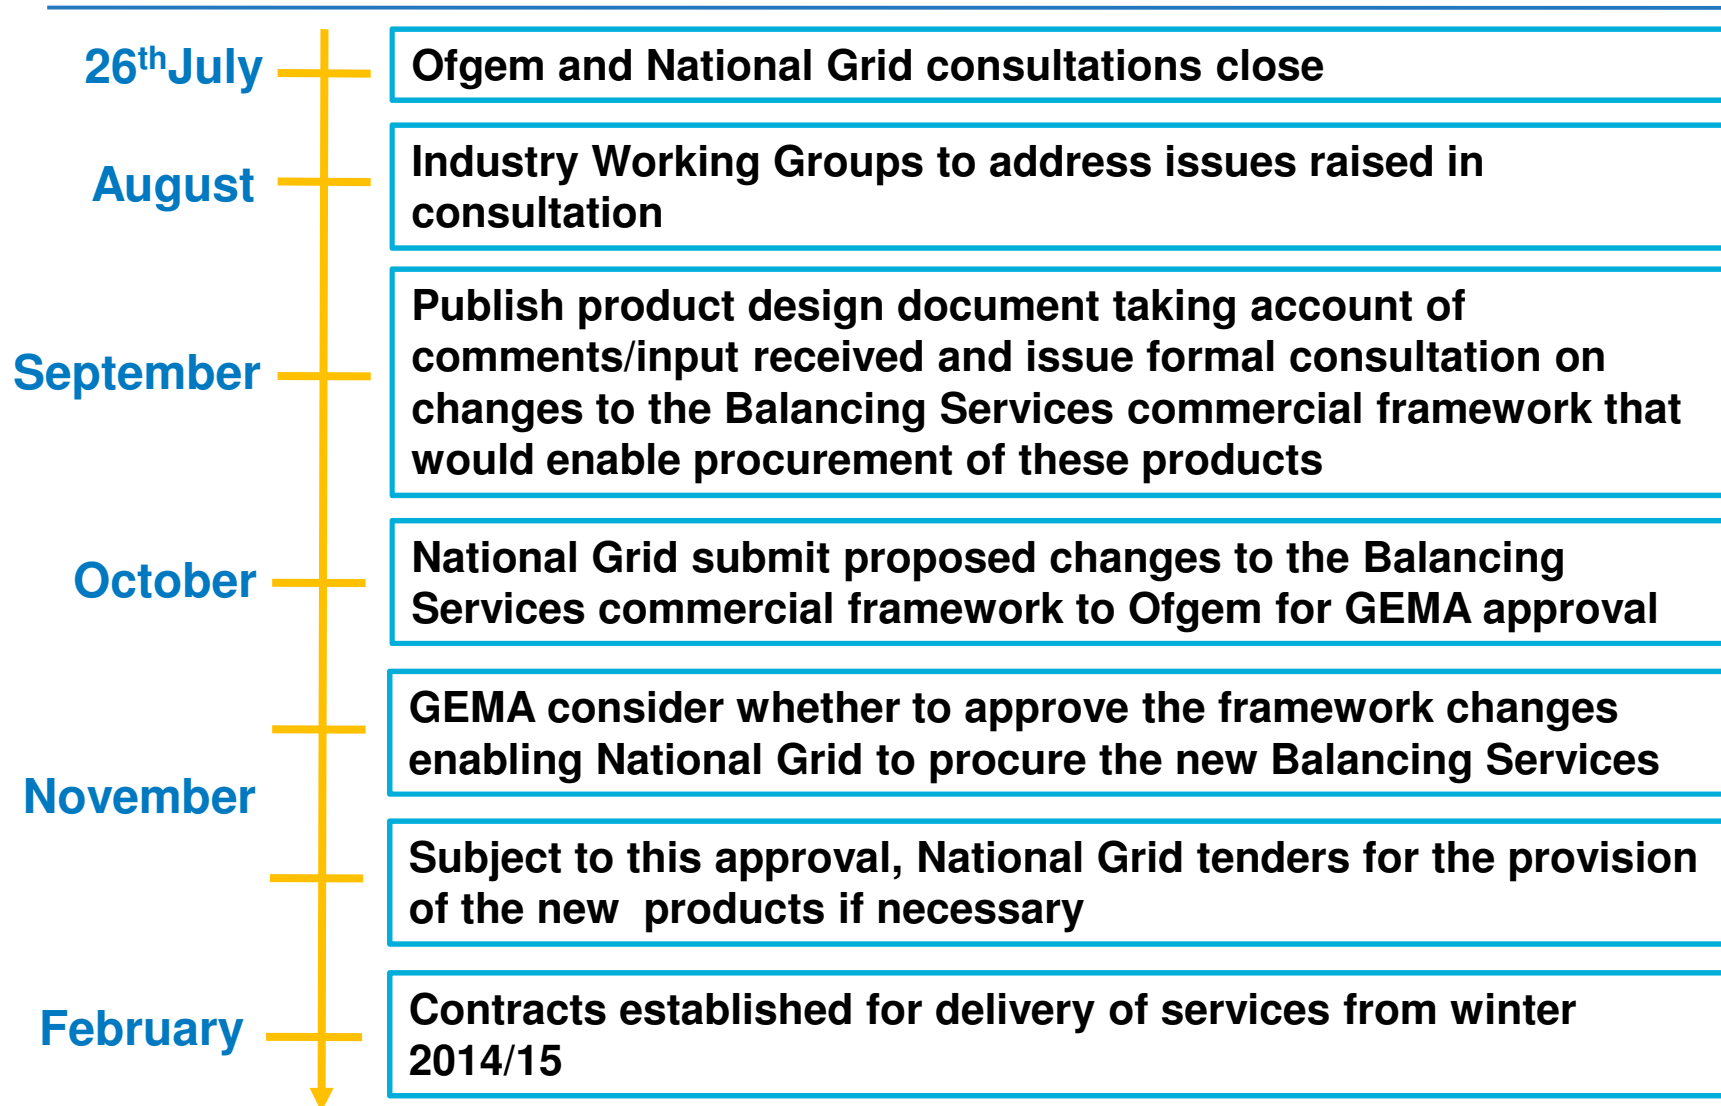 26thJuly
Ofgem and National Grid consultations close
August
Industry Working Groups to address issues raised in
consultation
September
Publish product design document taking account of
comments/input received and issue formal consultation on
changes to the Balancing Services commercial framework that
would enable procurement of these products
October
National Grid submit proposed changes to the Balancing
Services commercial framework to Ofgem for GEMA approval
November
GEMA consider whether to approve the framework changes
enabling National Grid to procure the new Balancing Services
Subject to this approval, National Grid tenders for the provision
of the new  products if necessary
February
Contracts established for delivery of services from winter
2014/15